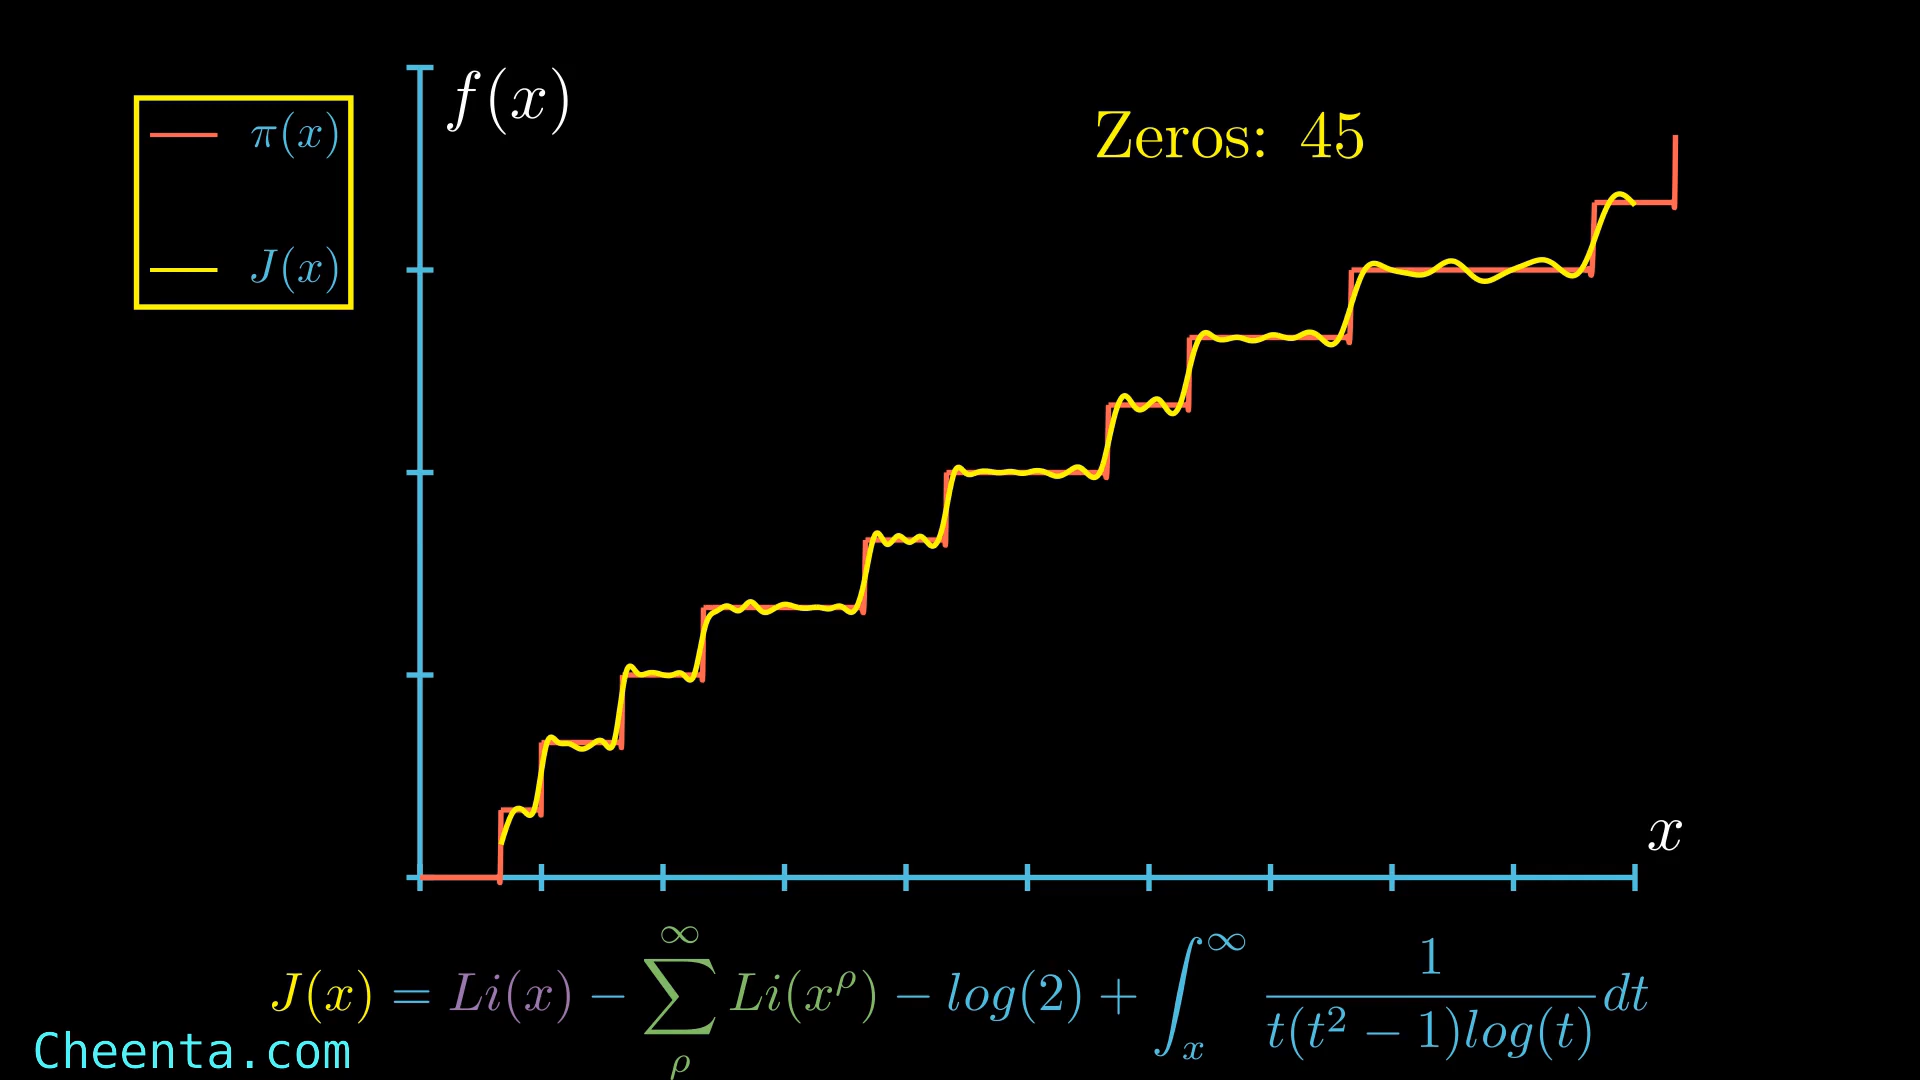 f(x)
Zeros: 45
π(x)
J(x)
x
J(x) = Li(x) − ∑_ρ^∞ Li(x^ρ) − log(2) + ∫_x^∞ 1/(t(t² − 1)log(t)) dt
Cheenta.com